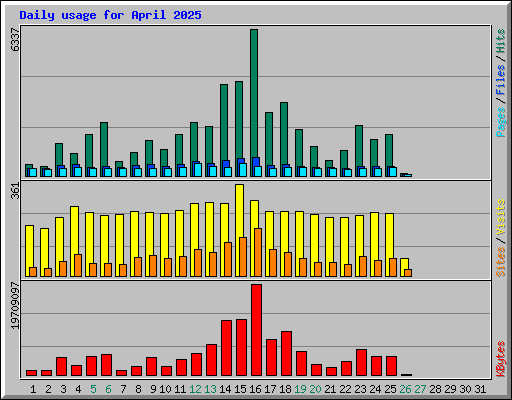 Daily usage for April 2025
6337
Pages / Files / Hits
361
Sites / Visits
19709097
KBytes
1 2 3 4 5 6 7 8 9 10 11 12 13 14 15 16 17 18 19 20 21 22 23 24 25 26 27 28 29 30 31